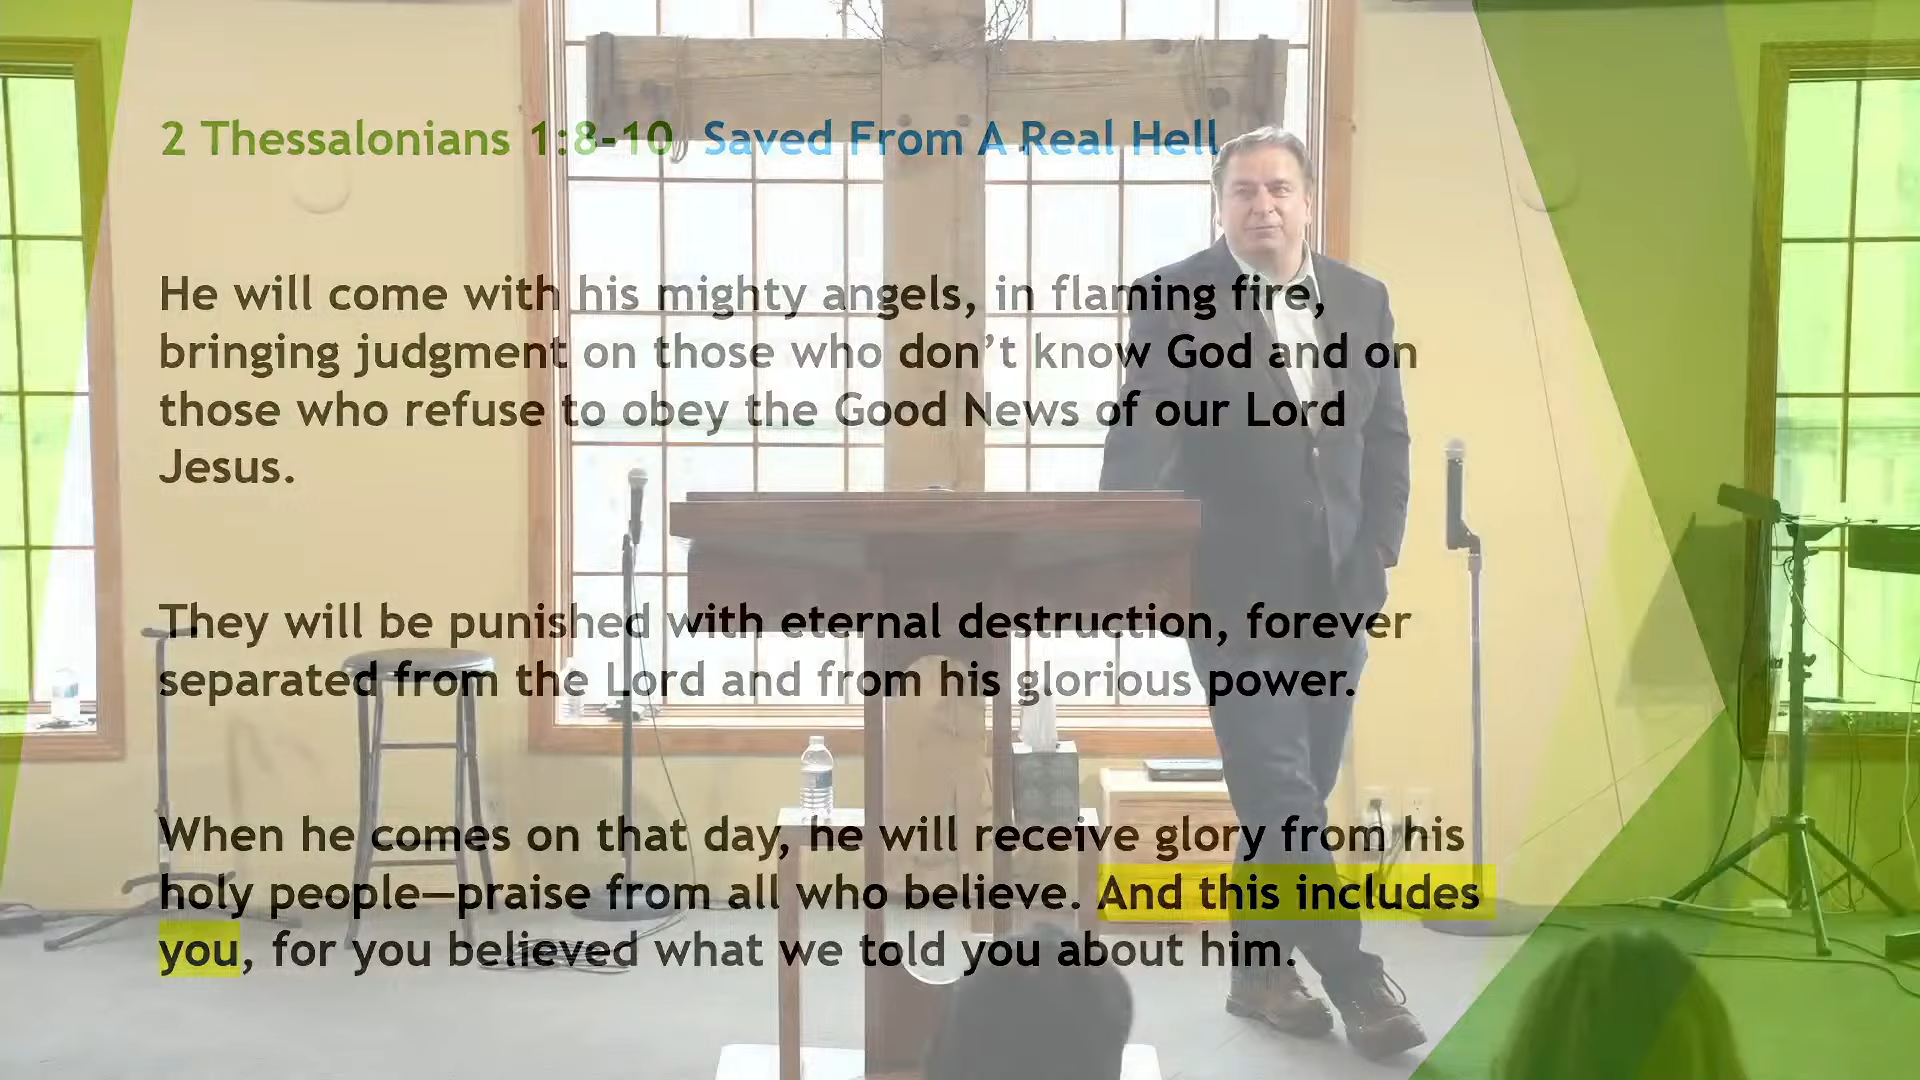 2 Thessalonians 1:8-10 Saved From A Real Hell
He will come with his mighty angels, in flaming fire,
bringing judgment on those who don’t know God and on
those who refuse to obey the Good News of our Lord
Jesus.
They will be punished with eternal destruction, forever
separated from the Lord and from his glorious power.
When he comes on that day, he will receive glory from his
holy people—praise from all who believe. And this includes
you, for you believed what we told you about him.